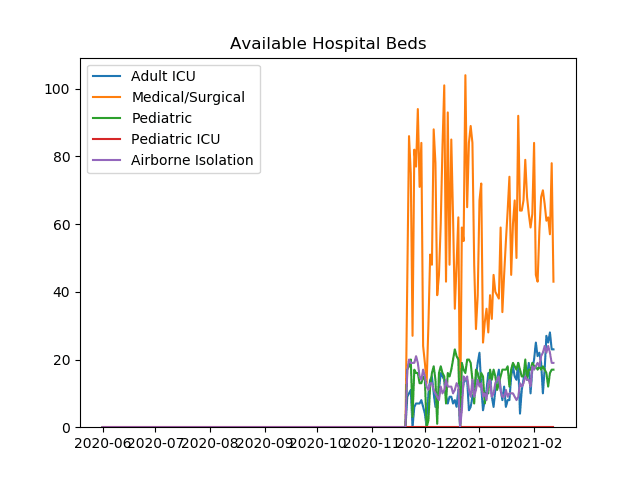 Available Hospital Beds
Adult ICU
Medical/Surgical
Pediatric
Pediatric ICU
Airborne Isolation
100
80
60
40
20
0
2020-06 2020-07 2020-08 2020-09 2020-10 2020-11 2020-12 2021-01 2021-02